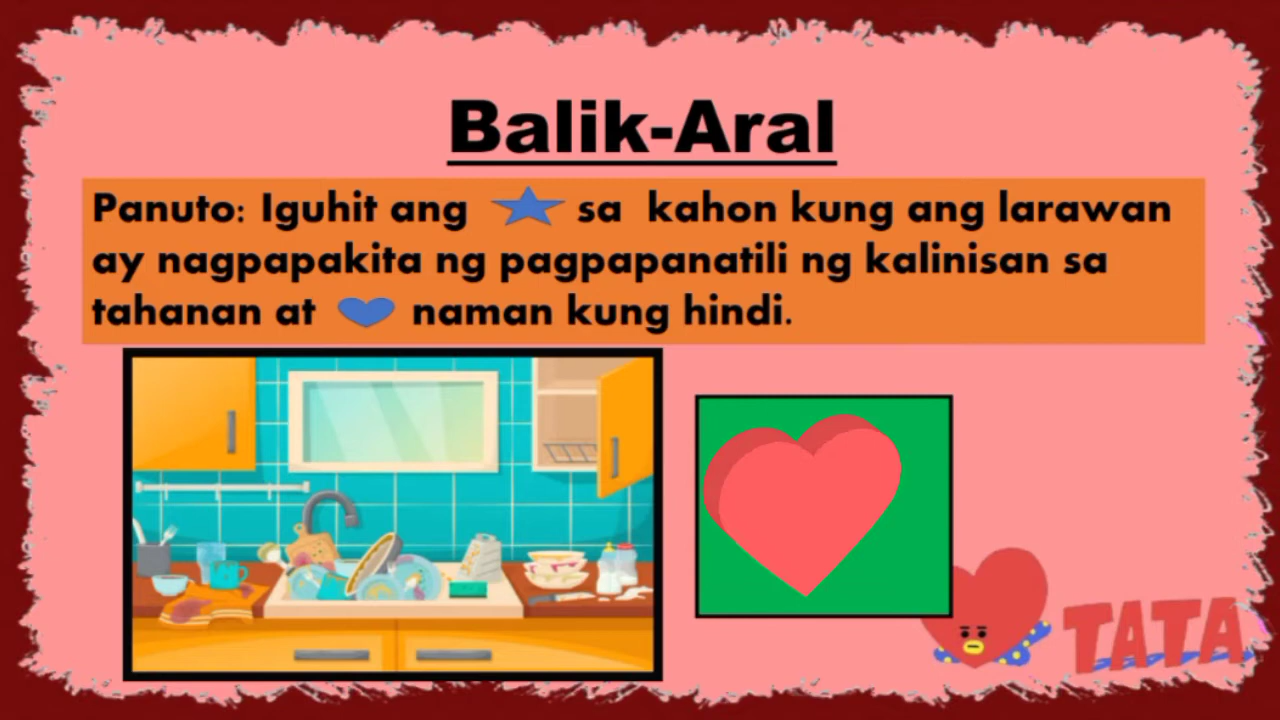 Balik-Aral
Panuto: Iguhit ang sa kahon kung ang larawan
ay nagpapakita ng pagpapanatili ng kalinisan sa
tahanan at naman kung hindi.
TATA